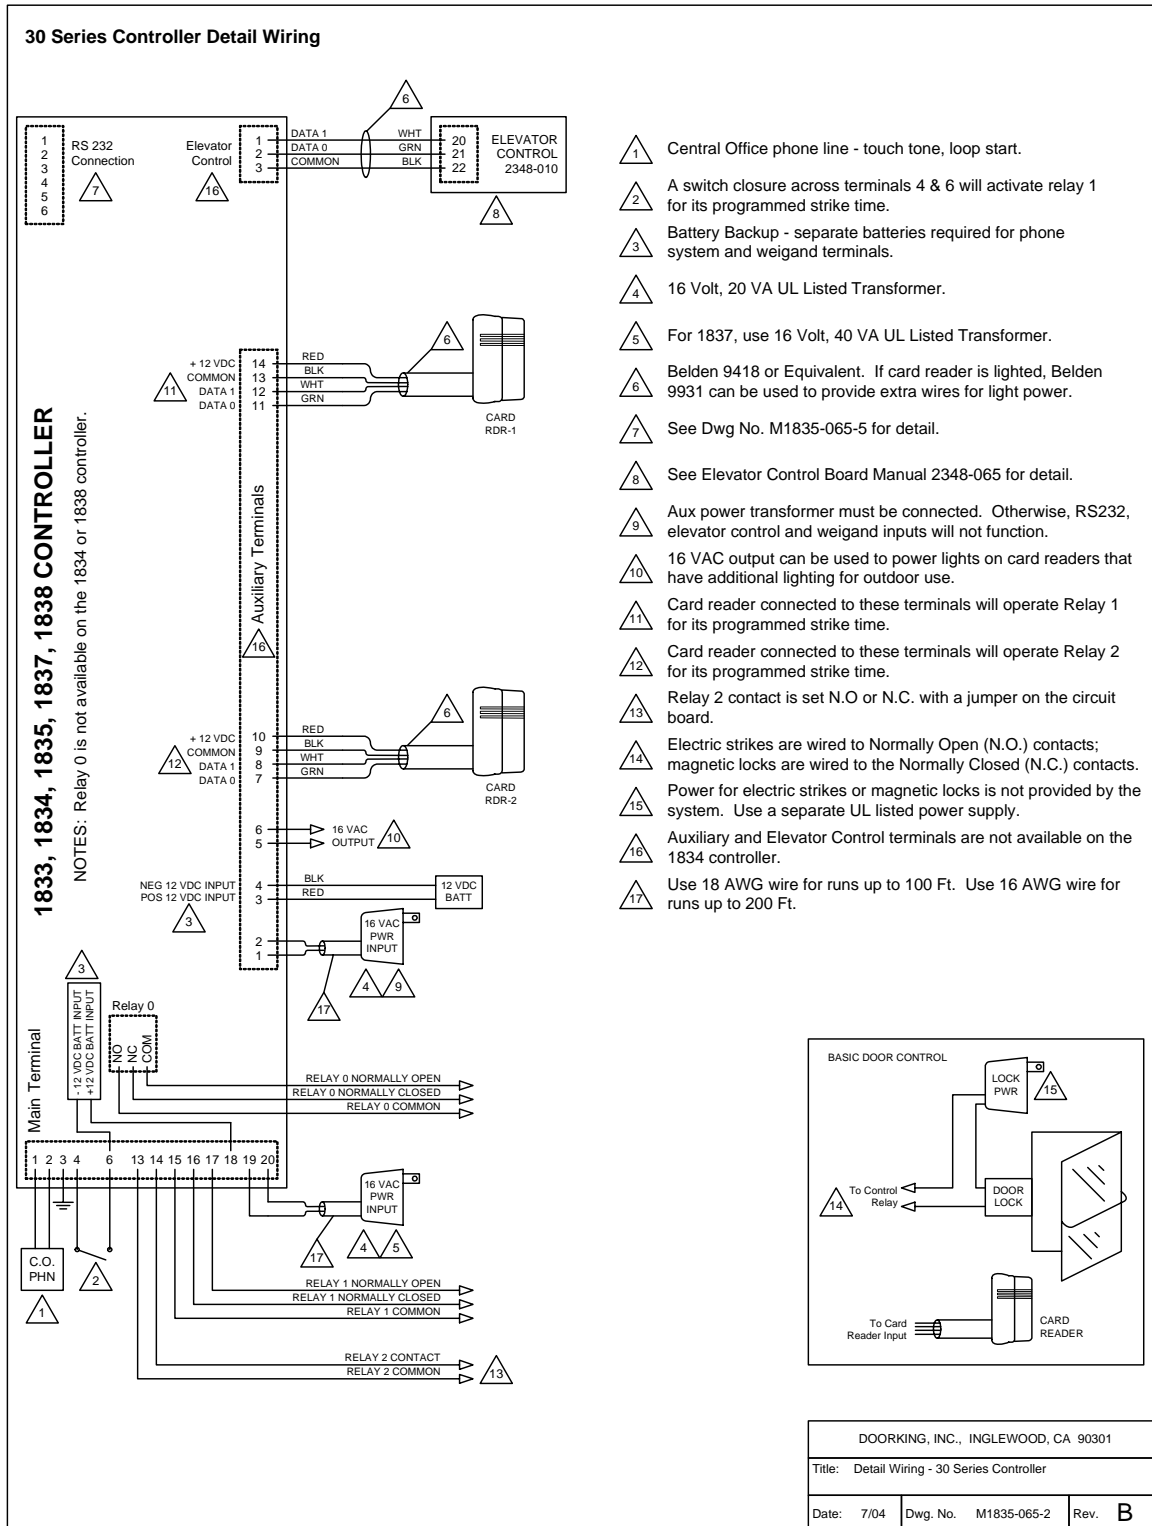 30 Series Controller Detail Wiring
1
2
3
4
5
6
RS 232
Connection
7
Elevator
Control
16
1
2
3
DATA 1
DATA 0
COMMON
6
WHT
GRN
BLK
20
21
22
ELEVATOR
CONTROL
2348-010
8
1833, 1834, 1835, 1837, 1838 CONTROLLER
NOTES: Relay 0 is not available on the 1834 or 1838 controller.
11
+ 12 VDC
COMMON
DATA 1
DATA 0
14
13
12
11
RED
BLK
WHT
GRN
6
CARD
RDR-1
Auxiliary Terminals
16
12
+ 12 VDC
COMMON
DATA 1
DATA 0
10
9
8
7
RED
BLK
WHT
GRN
6
CARD
RDR-2
6
5
16 VAC
OUTPUT
10
NEG 12 VDC INPUT
POS 12 VDC INPUT
3
4
3
BLK
RED
12 VDC
BATT
2
1
16 VAC
PWR
INPUT
17
4
9
3
- 12 VDC BATT INPUT
+12 VDC BATT INPUT
Relay 0
NO
NC
COM
RELAY 0 NORMALLY OPEN
RELAY 0 NORMALLY CLOSED
RELAY 0 COMMON
Main Terminal
1 2 3 4 6 13 14 15 16 17 18 19 20
16 VAC
PWR
INPUT
17
4
5
C.O.
PHN
1
2
RELAY 1 NORMALLY OPEN
RELAY 1 NORMALLY CLOSED
RELAY 1 COMMON
RELAY 2 CONTACT
RELAY 2 COMMON
13
1 Central Office phone line - touch tone, loop start.
2 A switch closure across terminals 4 & 6 will activate relay 1
for its programmed strike time.
3 Battery Backup - separate batteries required for phone
system and weigand terminals.
4 16 Volt, 20 VA UL Listed Transformer.
5 For 1837, use 16 Volt, 40 VA UL Listed Transformer.
6 Belden 9418 or Equivalent. If card reader is lighted, Belden
9931 can be used to provide extra wires for light power.
7 See Dwg No. M1835-065-5 for detail.
8 See Elevator Control Board Manual 2348-065 for detail.
9 Aux power transformer must be connected. Otherwise, RS232,
elevator control and weigand inputs will not function.
10 16 VAC output can be used to power lights on card readers that
have additional lighting for outdoor use.
11 Card reader connected to these terminals will operate Relay 1
for its programmed strike time.
12 Card reader connected to these terminals will operate Relay 2
for its programmed strike time.
13 Relay 2 contact is set N.O or N.C. with a jumper on the circuit
board.
14 Electric strikes are wired to Normally Open (N.O.) contacts;
magnetic locks are wired to the Normally Closed (N.C.) contacts.
15 Power for electric strikes or magnetic locks is not provided by the
system. Use a separate UL listed power supply.
16 Auxiliary and Elevator Control terminals are not available on the
1834 controller.
17 Use 18 AWG wire for runs up to 100 Ft. Use 16 AWG wire for
runs up to 200 Ft.
BASIC DOOR CONTROL
LOCK
PWR
15
14
To Control
Relay
DOOR
LOCK
To Card
Reader Input
CARD
READER
DOORKING, INC., INGLEWOOD, CA 90301
Title: Detail Wiring - 30 Series Controller
Date: 7/04 Dwg. No. M1835-065-2 Rev. B